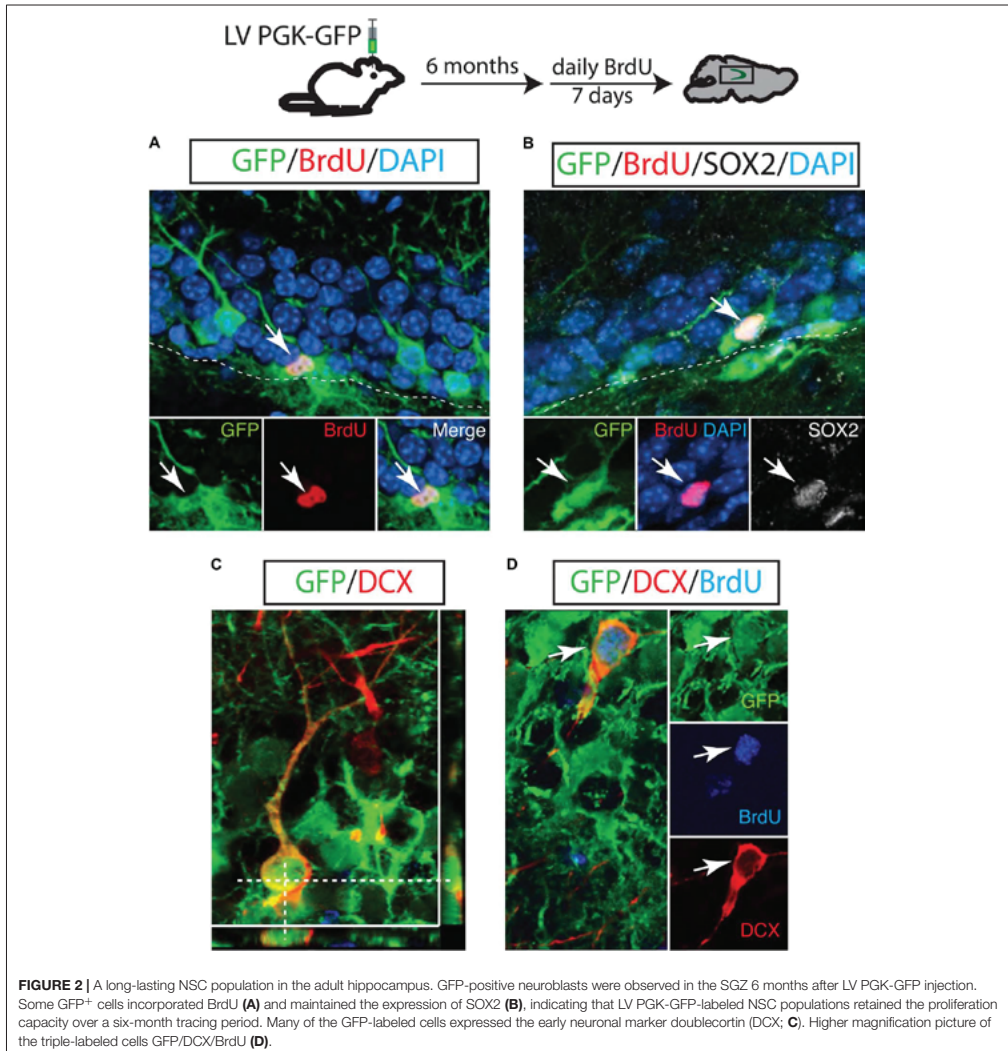 LV PGK-GFP
6 months
daily BrdU
7 days
A
GFP/BrdU/DAPI
GFP
BrdU
Merge
B
GFP/BrdU/SOX2/DAPI
GFP
BrdU DAPI
SOX2
C
GFP/DCX
D
GFP/DCX/BrdU
GFP
BrdU
DCX
FIGURE 2 | A long-lasting NSC population in the adult hippocampus. GFP-positive neuroblasts were observed in the SGZ 6 months after LV PGK-GFP injection.
Some GFP⁺ cells incorporated BrdU (A) and maintained the expression of SOX2 (B), indicating that LV PGK-GFP-labeled NSC populations retained the proliferation
capacity over a six-month tracing period. Many of the GFP-labeled cells expressed the early neuronal marker doublecortin (DCX; C). Higher magnification picture of
the triple-labeled cells GFP/DCX/BrdU (D).